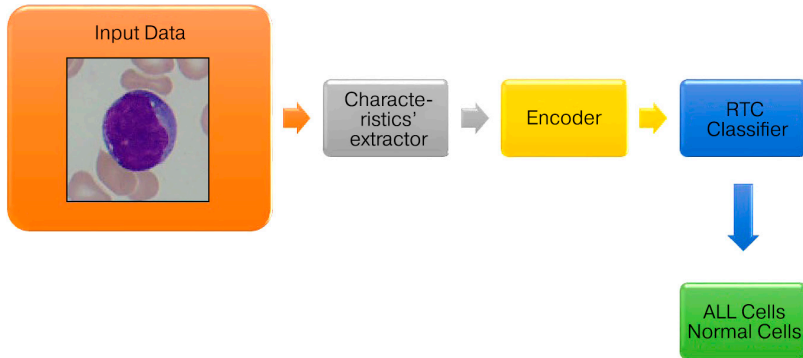 Input Data
Characte-
ristics’
extractor
Encoder
RTC
Classifier
ALL Cells
Normal Cells